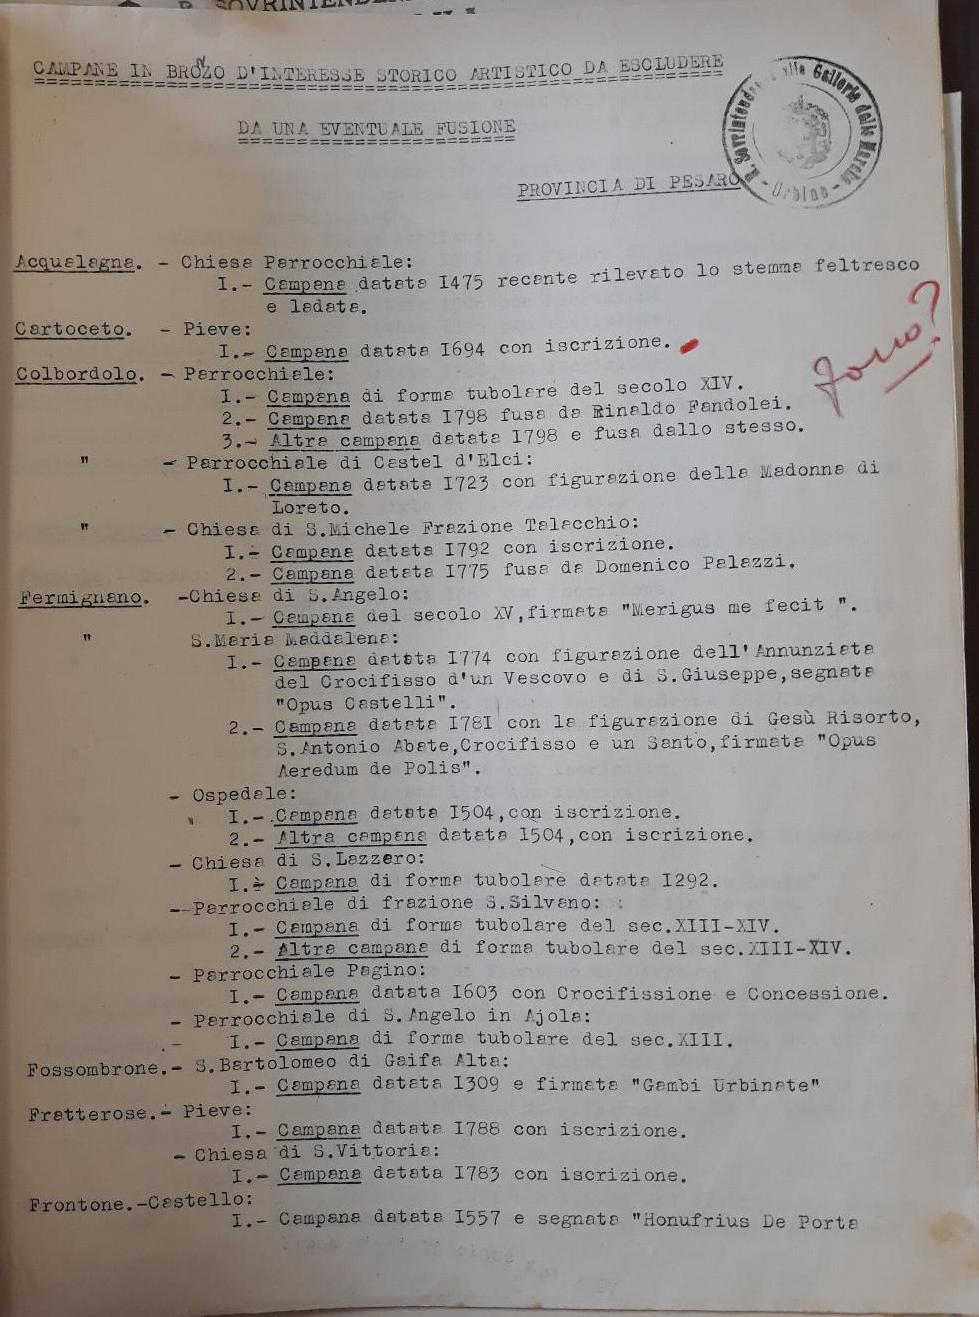 R. SOVRINTENDEN
CAMPANE IN BROZO D'INTERESSE STORICO ARTISTICO DA ESCLUDERE
n
DA UNA EVENTUALE FUSIONE
R. Sovrintendenza alle Gallerie delle Marche - Urbino -
PROVINCIA DI PESARO
Acqualagna. - Chiesa Parrocchiale:
I.- Campana datata I475 recante rilevato lo stemma feltresco
e ladata.
Cartoceto. - Pieve:
I.- Campana datata I694 con iscrizione.
Colbordolo. - Parrocchiale:
I.- Campana di forma tubolare del secolo XIV.
2.- Campana datata I798 fusa da Rinaldo Fandolei.
3.- Altra campana datata I798 e fusa dallo stesso.
" - Parrocchiale di Castel d'Elci:
I.- Campana datata I723 con figurazione della Madonna di
Loreto.
" - Chiesa di S.Michele Frazione Talacchio:
I.- Campana datata I792 con iscrizione.
2.- Campana datata I775 fusa da Domenico Palazzi.
Fermignano. -Chiesa di S.Angelo:
I.- Campana del secolo XV,firmata "Merigus me fecit ".
" S.Maria Maddalena:
I.- Campana datata I774 con figurazione dell'Annunziata
del Crocifisso d'un Vescovo e di S.Giuseppe,segnata
"Opus Castelli".
2.- Campana datata I78I con la figurazione di Gesù Risorto,
S.Antonio Abate,Crocifisso e un Santo,firmata "Opus
Aeredum de Polis".
- Ospedale:
I.-.Campana datata I504,con iscrizione.
2.- Altra campana datata I504,con iscrizione.
- Chiesa di S.Lazzero:
I.- Campana di forma tubolare datata I292.
--Parrocchiale di frazione S.Silvano: :
I.- Campana di forma tubolare del sec.XIII-XIV.
2.- Altra campana di forma tubolare del sec.XIII-XIV.
- Parrocchiale Pagino:
I.- Campana datata I603 con Crocifissione e Concessione.
- Parrocchiale di S.Angelo in Ajola:
I.- Campana di forma tubolare del sec.XIII.
Fossombrone.- S.Bartolomeo di Gaifa Alta:
I.- Campana datata I309 e firmata "Gambi Urbinate"
Fratterose.- Pieve:
I.- Campana datata I788 con iscrizione.
- Chiesa di S.Vittoria:
I.- Campana datata I783 con iscrizione.
Frontone.-Castello:
I.- Campana datata I557 e segnata "Honufrius De Porta